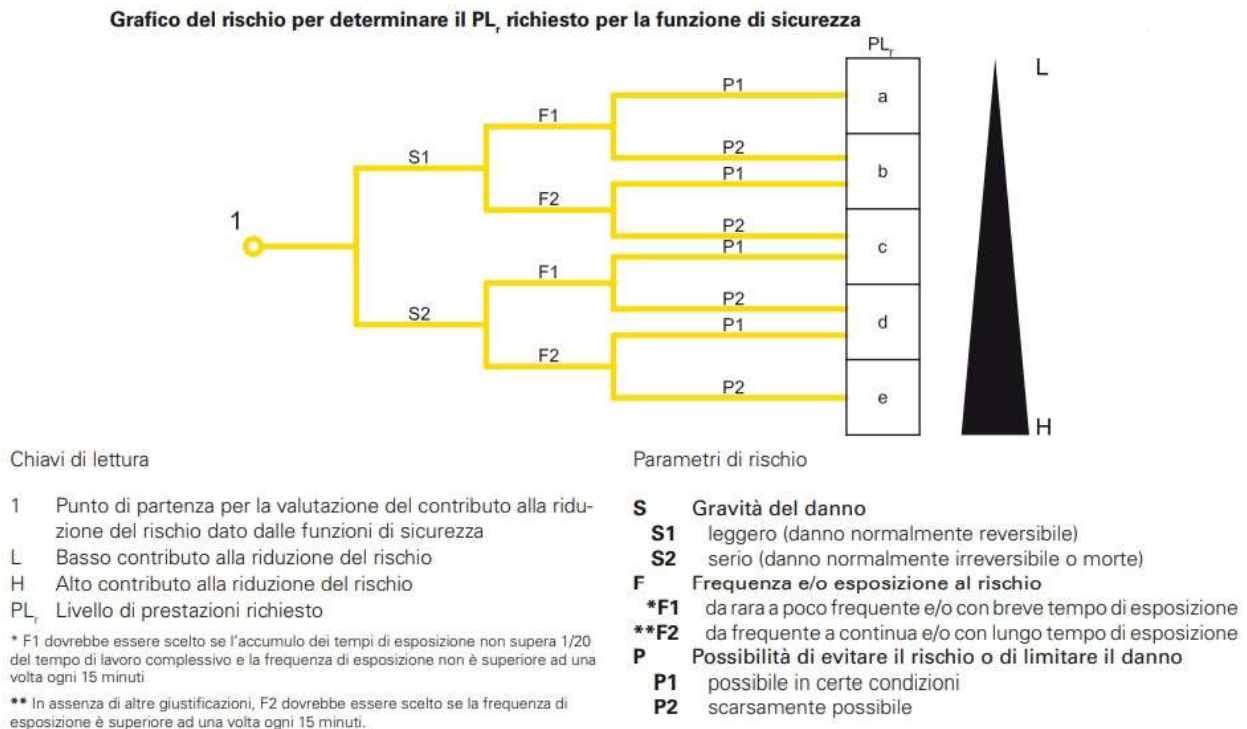 Grafico del rischio per determinare il PLr richiesto per la funzione di sicurezza
PLr
L
P1
a
F1
P2
S1
P1
b
F2
1
P2
P1
c
F1
P2
S2
P1
d
F2
P2
e
H
Chiavi di lettura
1 Punto di partenza per la valutazione del contributo alla ridu-
zione del rischio dato dalle funzioni di sicurezza
L Basso contributo alla riduzione del rischio
H Alto contributo alla riduzione del rischio
PLr Livello di prestazioni richiesto
* F1 dovrebbe essere scelto se l'accumulo dei tempi di esposizione non supera 1/20
del tempo di lavoro complessivo e la frequenza di esposizione non è superiore ad una
volta ogni 15 minuti
** In assenza di altre giustificazioni, F2 dovrebbe essere scelto se la frequenza di
esposizione è superiore ad una volta ogni 15 minuti.
Parametri di rischio
S Gravità del danno
S1 leggero (danno normalmente reversibile)
S2 serio (danno normalmente irreversibile o morte)
F Frequenza e/o esposizione al rischio
*F1 da rara a poco frequente e/o con breve tempo di esposizione
**F2 da frequente a continua e/o con lungo tempo di esposizione
P Possibilità di evitare il rischio o di limitare il danno
P1 possibile in certe condizioni
P2 scarsamente possibile